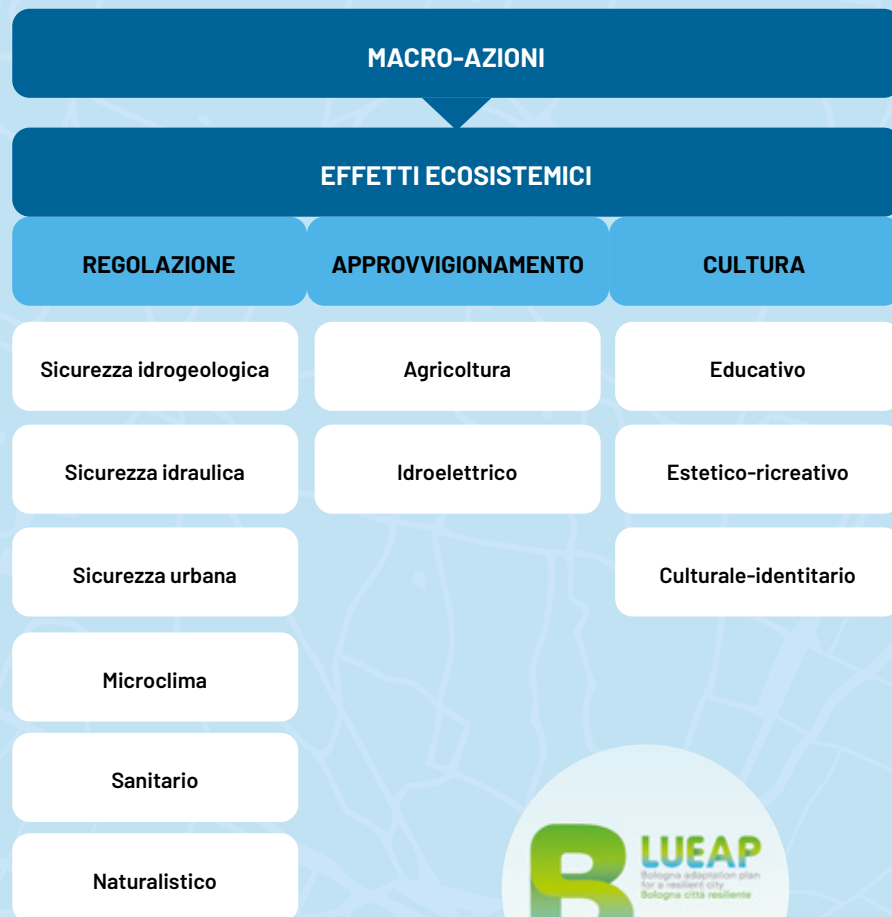 MACRO-AZIONI
EFFETTI ECOSISTEMICI
REGOLAZIONE
APPROVVIGIONAMENTO
CULTURA
Sicurezza idrogeologica
Agricoltura
Educativo
Sicurezza idraulica
Idroelettrico
Estetico-ricreativo
Sicurezza urbana
Culturale-identitario
Microclima
Sanitario
Naturalistico
BLUEAP
Bologna adaptation plan
for a resilient city
Bologna città resiliente